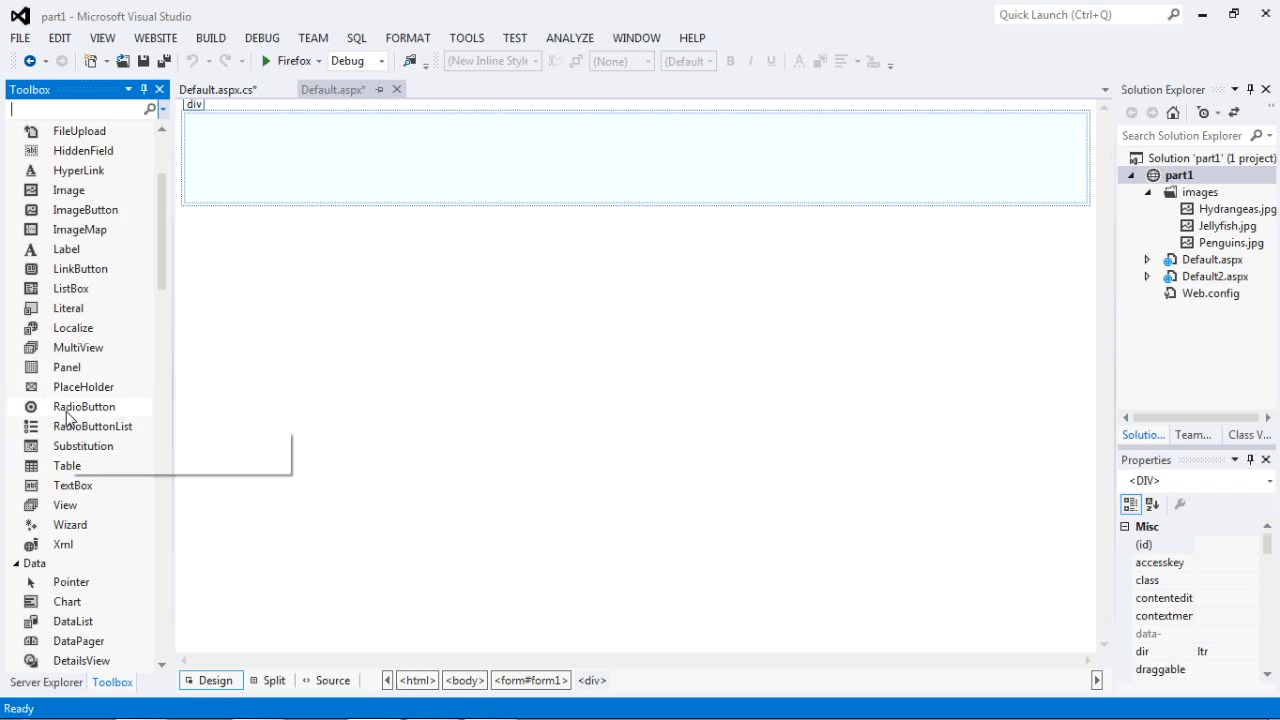 part1 - Microsoft Visual Studio
Quick Launch (Ctrl+Q)
FILE EDIT VIEW WEBSITE BUILD DEBUG TEAM SQL FORMAT TOOLS TEST ANALYZE WINDOW HELP
Firefox Debug (New Inline Style (None) (Default B I U A
Toolbox
FileUpload
HiddenField
HyperLink
Image
ImageButton
ImageMap
Label
LinkButton
ListBox
Literal
Localize
MultiView
Panel
PlaceHolder
RadioButton
RadioButtonList
Substitution
Table
TextBox
View
Wizard
Xml
Data
Pointer
Chart
DataList
DataPager
DetailsView
Server Explorer Toolbox
Default.aspx.cs* Default.aspx*
div
Design Split Source <html> <body> <form#form1> <div>
Solution Explorer
Search Solution Explorer
Solution 'part1' (1 project)
part1
images
Hydrangeas.jpg
Jellyfish.jpg
Penguins.jpg
Default.aspx
Default2.aspx
Web.config
Solutio... Team... Class V...
Properties
<DIV>
Misc
(id)
accesskey
class
contentedit
contextmer
data-
dir ltr
draggable
Ready